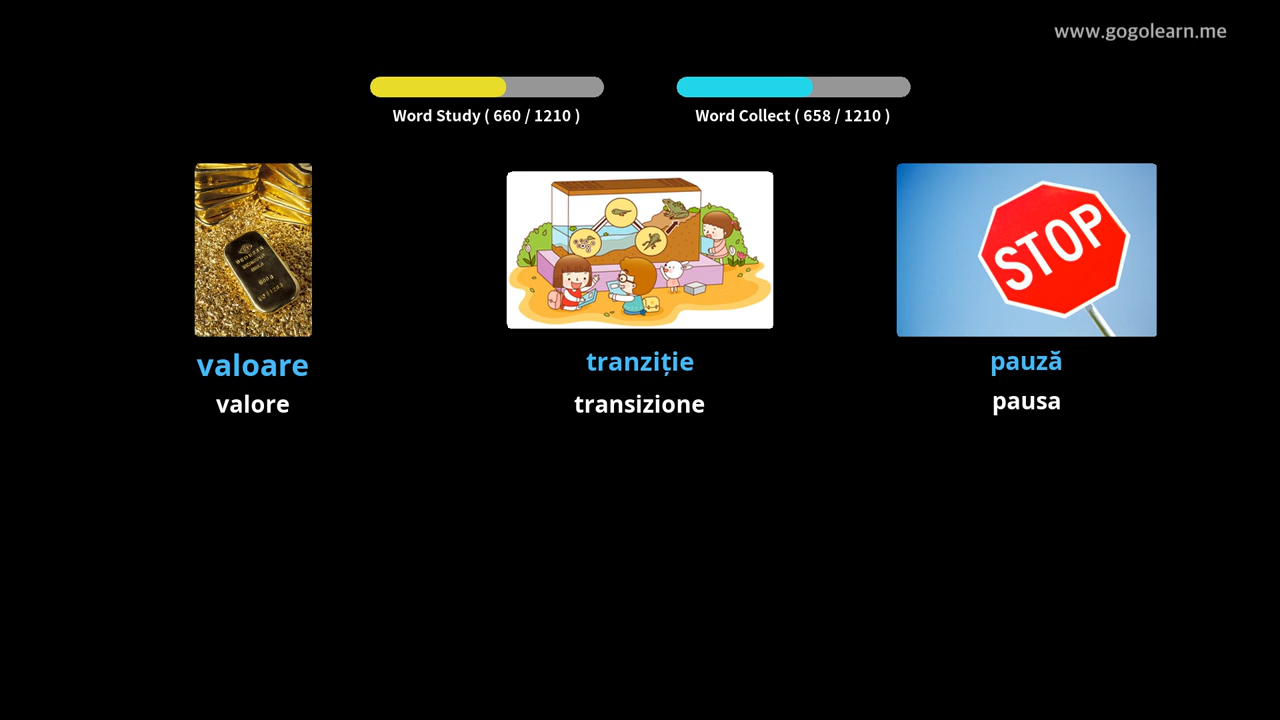 www.gogolearn.me
Word Study ( 660 / 1210 )
Word Collect ( 658 / 1210 )
STOP
valoare
tranziție
pauză
valore
transizione
pausa